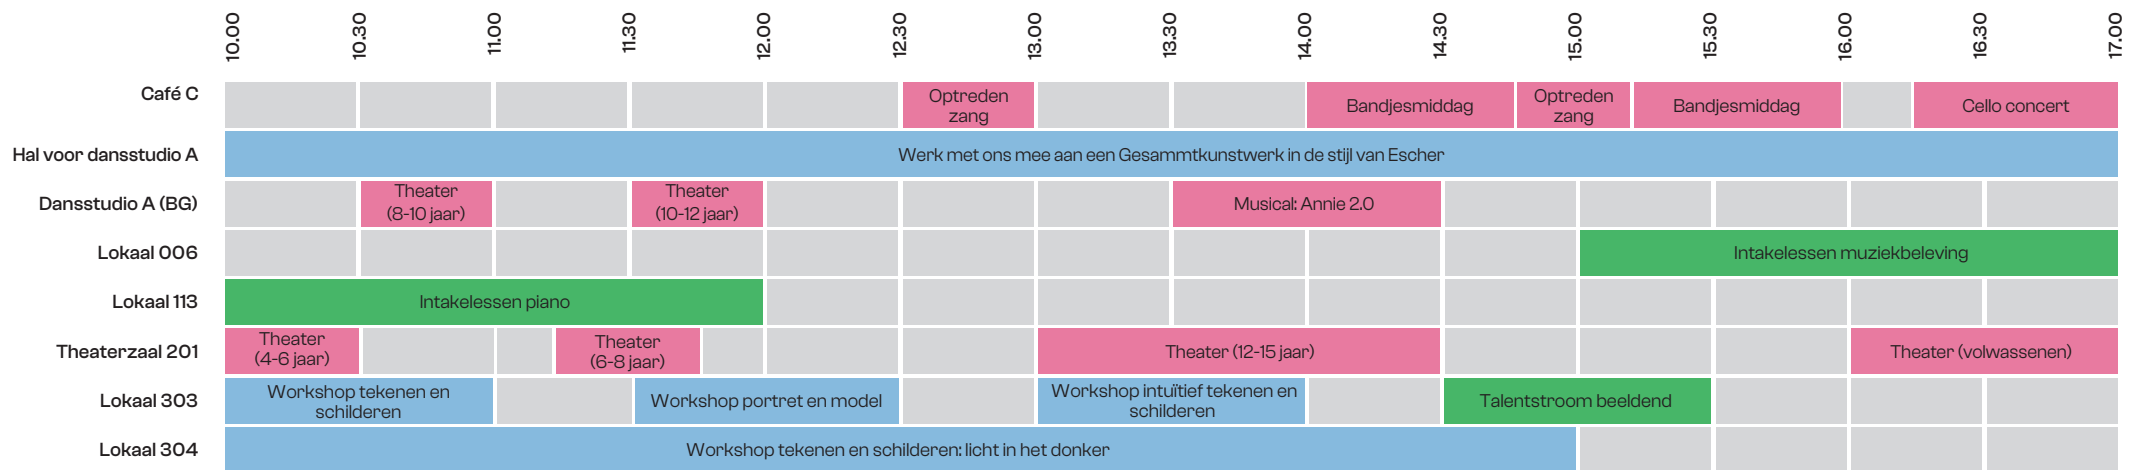 10.00 10.30 11.00 11.30 12.00 12.30 13.00 13.30 14.00 14.30 15.00 15.30 16.00 16.30 17.00
Café C
Optreden
zang
Bandjesmiddag
Optreden
zang
Bandjesmiddag
Cello concert
Hal voor dansstudio A
Werk met ons mee aan een Gesammtkunstwerk in de stijl van Escher
Dansstudio A (BG)
Theater
(8-10 jaar)
Theater
(10-12 jaar)
Musical: Annie 2.0
Lokaal 006
Intakelessen muziekbeleving
Lokaal 113
Intakelessen piano
Theaterzaal 201
Theater
(4-6 jaar)
Theater
(6-8 jaar)
Theater (12-15 jaar)
Theater (volwassenen)
Lokaal 303
Workshop tekenen en
schilderen
Workshop portret en model
Workshop intuïtief tekenen en
schilderen
Talentstroom beeldend
Lokaal 304
Workshop tekenen en schilderen: licht in het donker